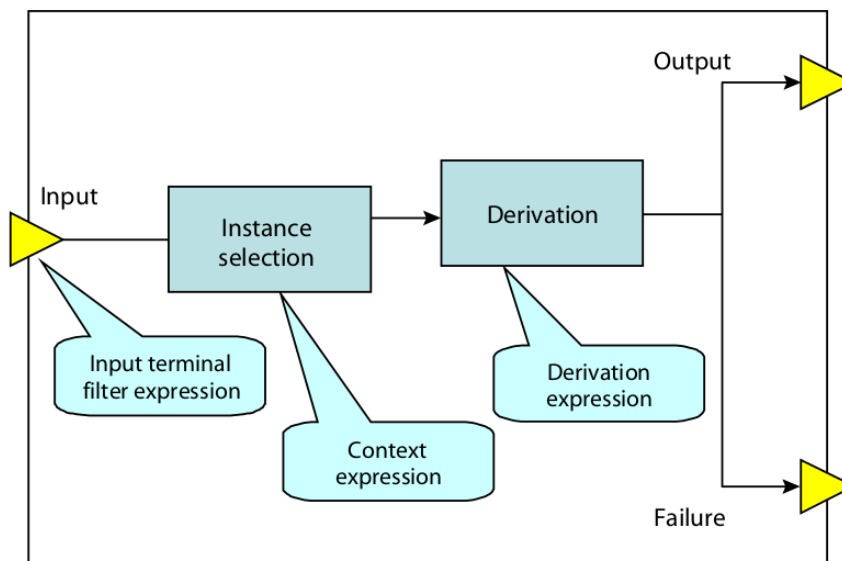 Output
Input
Instance
selection
Derivation
Input terminal
filter expression
Derivation
expression
Context
expression
Failure